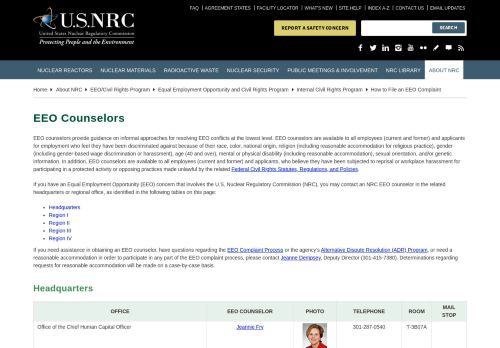 FAQ | AGREEMENT STATES | FACILITY LOCATOR | WHAT'S NEW | SITE HELP | INDEX A-Z | CONTACT US | EMAIL UPDATES
U.S.NRC
United States Nuclear Regulatory Commission
Protecting People and the Environment
REPORT A SAFETY CONCERN
SEARCH
NUCLEAR REACTORS NUCLEAR MATERIALS RADIOACTIVE WASTE NUCLEAR SECURITY PUBLIC MEETINGS & INVOLVEMENT NRC LIBRARY ABOUT NRC
Home About NRC EEO/Civil Rights Program Equal Employment Opportunity and Civil Rights Program Internal Civil Rights Program How to File an EEO Complaint
EEO Counselors
EEO counselors provide guidance on informal approaches for resolving EEO conflicts at the lowest level. EEO counselors are available to all employees (current and former) and applicants
for employment who feel they have been discriminated against because of their race, color, national origin, religion (including reasonable accommodation for religious practice), gender
(including gender-based wage discrimination or harassment), age (40 and over), mental or physical disability (including reasonable accommodation), sexual orientation, and/or genetic
information. In addition, EEO counselors are available to all employees (current and former) and applicants, who believe they have been subjected to reprisal or workplace harassment for
participating in a protected activity or opposing practices made unlawful by the related Federal Civil Rights Statutes, Regulations, and Policies.
If you have an Equal Employment Opportunity (EEO) concern that involves the U.S. Nuclear Regulatory Commission (NRC), you may contact an NRC EEO counselor in the related
headquarters or regional office, as identified in the following tables on this page:
Headquarters
Region I
Region II
Region III
Region IV
If you need assistance in obtaining an EEO counselor, have questions regarding the EEO Complaint Process or the agency's Alternative Dispute Resolution (ADR) Program, or need a
reasonable accommodation in order to participate in any part of the EEO complaint process, please contact Jeanne Dempsey, Deputy Director (301-415-7380). Determinations regarding
requests for reasonable accommodation will be made on a case-by-case basis.
Headquarters
OFFICE EEO COUNSELOR PHOTO TELEPHONE ROOM MAIL STOP
Office of the Chief Human Capital Officer Jeannie Fry 301-287-0540 T-3B07A